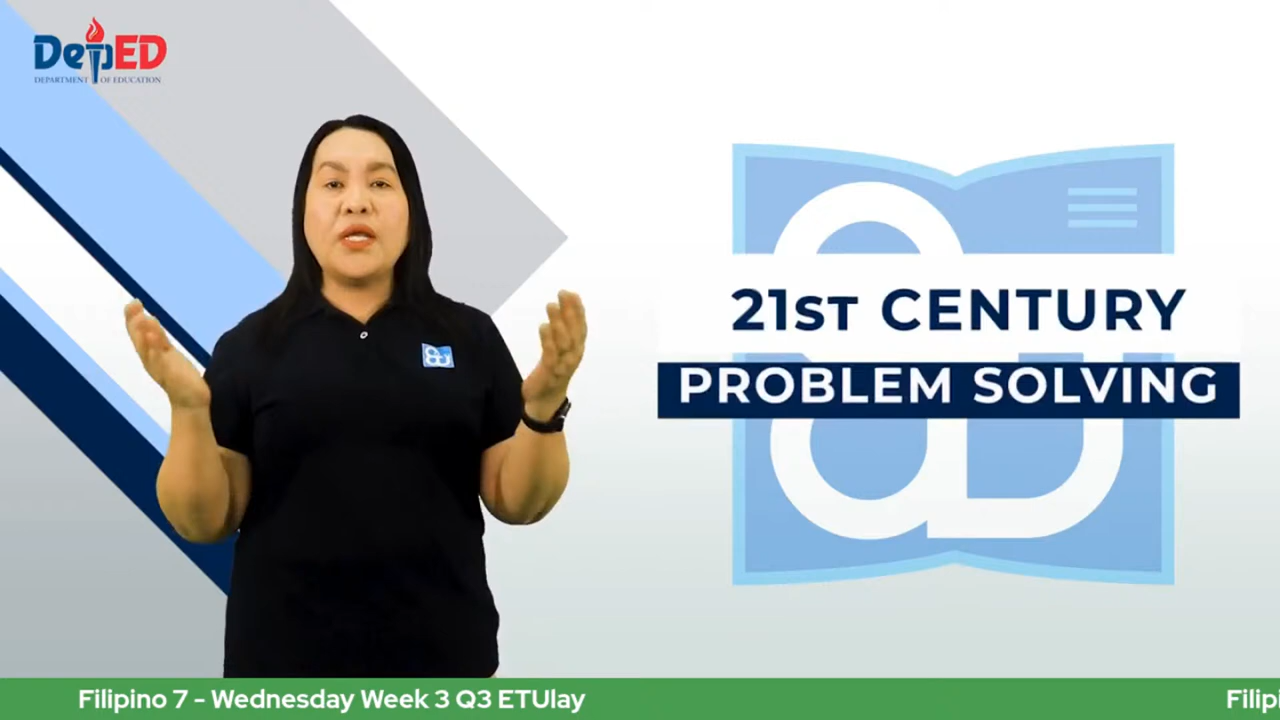 DepED
DEPARTMENT OF EDUCATION
21ST CENTURY
PROBLEM SOLVING
Filipino 7 - Wednesday Week 3 Q3 ETUlay
Filipi